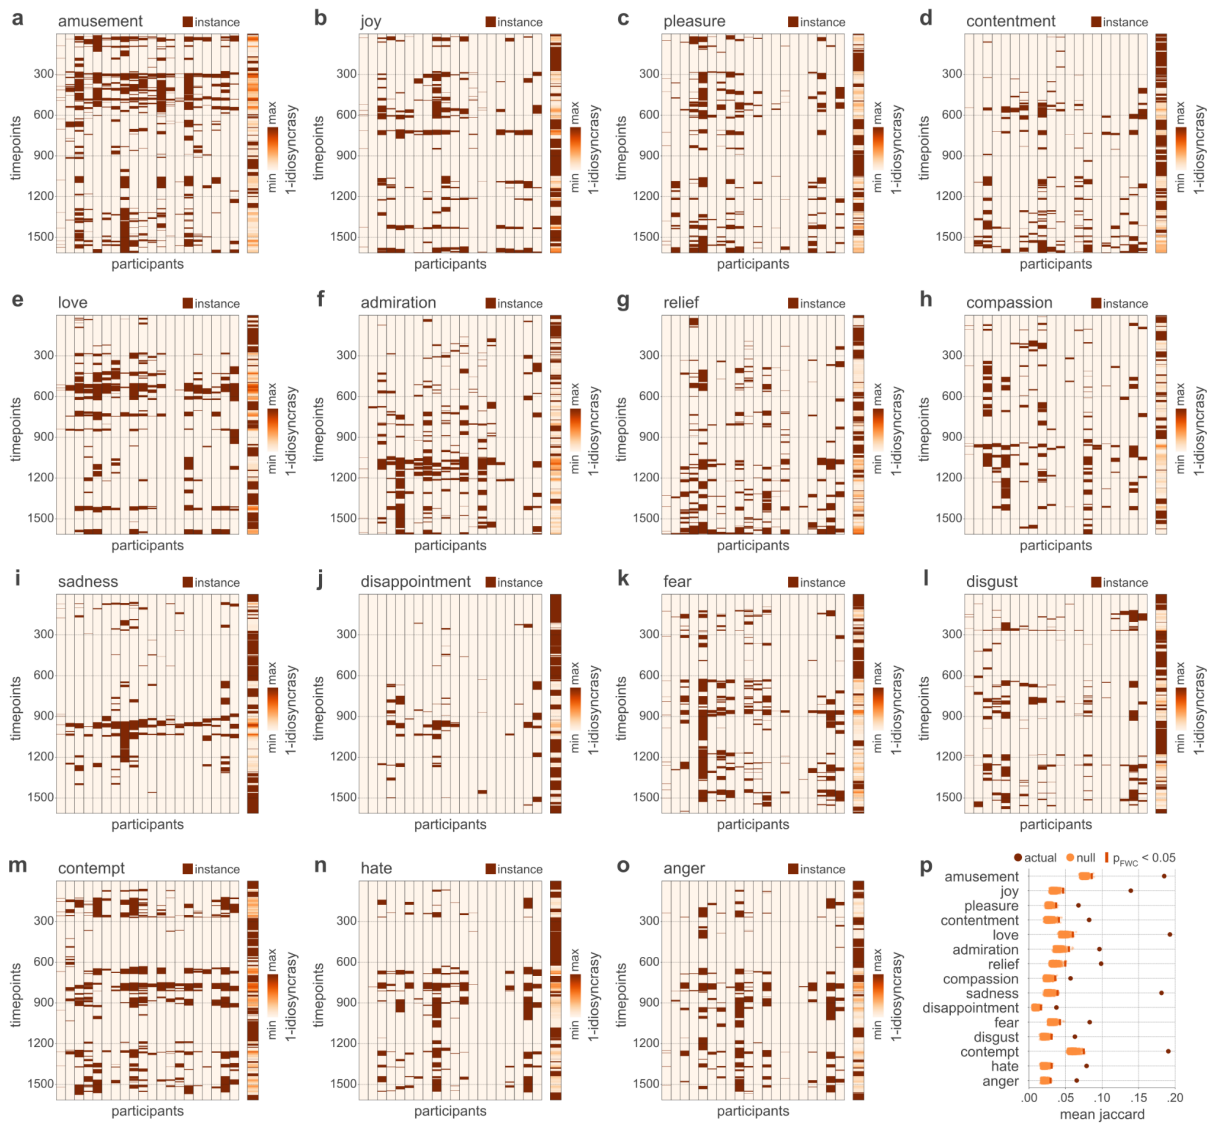 a amusement instance
b joy instance
c pleasure instance
d contentment instance
timepoints 300 600 900 1200 1500 participants min max 1-idiosyncrasy
timepoints 300 600 900 1200 1500 participants min max 1-idiosyncrasy
timepoints 300 600 900 1200 1500 participants min max 1-idiosyncrasy
timepoints 300 600 900 1200 1500 participants min max 1-idiosyncrasy
e love instance
f admiration instance
g relief instance
h compassion instance
timepoints 300 600 900 1200 1500 participants min max 1-idiosyncrasy
timepoints 300 600 900 1200 1500 participants min max 1-idiosyncrasy
timepoints 300 600 900 1200 1500 participants min max 1-idiosyncrasy
timepoints 300 600 900 1200 1500 participants min max 1-idiosyncrasy
i sadness instance
j disappointment instance
k fear instance
l disgust instance
timepoints 300 600 900 1200 1500 participants min max 1-idiosyncrasy
timepoints 300 600 900 1200 1500 participants min max 1-idiosyncrasy
timepoints 300 600 900 1200 1500 participants min max 1-idiosyncrasy
timepoints 300 600 900 1200 1500 participants min max 1-idiosyncrasy
m contempt instance
n hate instance
o anger instance
timepoints 300 600 900 1200 1500 participants min max 1-idiosyncrasy
timepoints 300 600 900 1200 1500 participants min max 1-idiosyncrasy
timepoints 300 600 900 1200 1500 participants min max 1-idiosyncrasy
p actual null pFWC < 0.05
amusement
joy
pleasure
contentment
love
admiration
relief
compassion
sadness
disappointment
fear
disgust
contempt
hate
anger
.00 .05 .10 .15 .20
mean jaccard